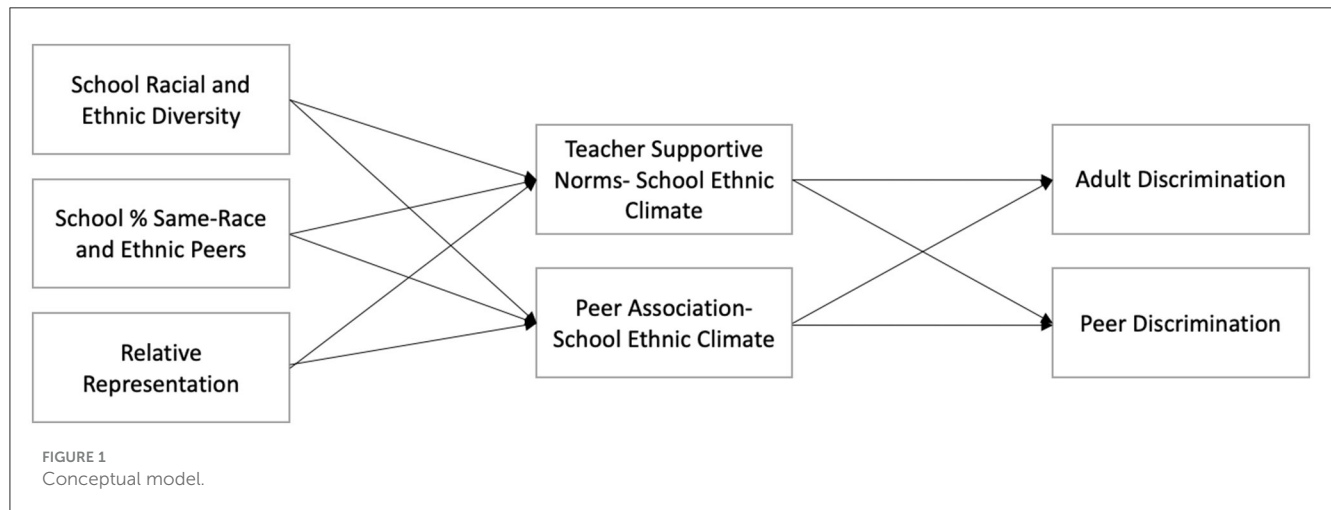 School Racial and
Ethnic Diversity
School % Same-Race
and Ethnic Peers
Relative
Representation
Teacher Supportive
Norms- School Ethnic
Climate
Peer Association-
School Ethnic Climate
Adult Discrimination
Peer Discrimination
FIGURE 1
Conceptual model.